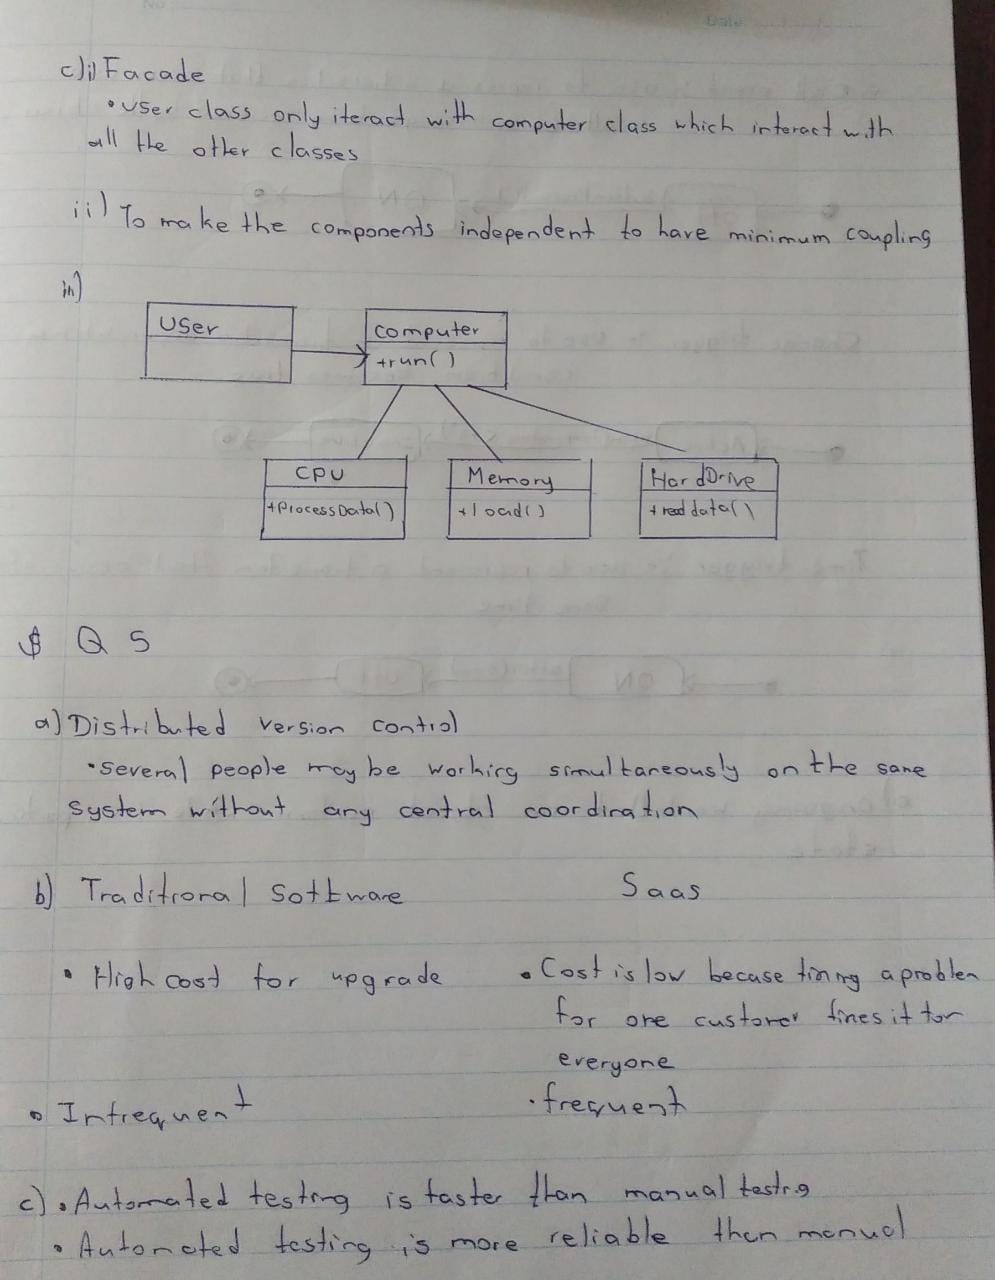 Date
c)i) Facade
• User class only iteract with computer class which interact with
all the other classes
ii) To make the components independent to have minimum coupling
iii)
User
computer
+run()
CPU
+ProcessData()
Memory
+load()
HardDrive
+read data()
$ Q 5
a) Distributed version control
• Several people may be working simultaneously on the same
system without any central coordination
b) Traditional Software
Saas
• High cost for upgrade
• Cost is low becase fixing a problem
for one customer fixes it for
everyone
• Infrequent
• frequent
c) • Automated testing is faster than manual testing
• Automated testing is more reliable than manual